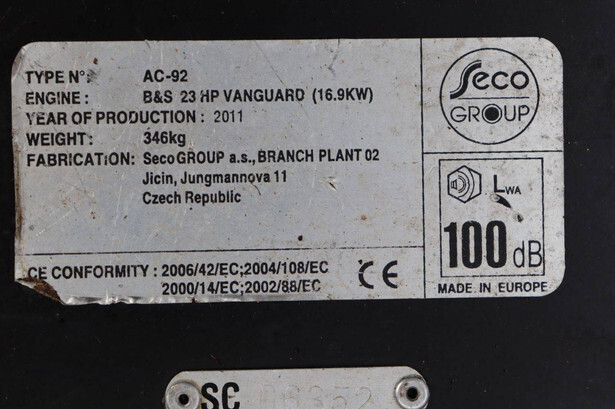 TYPE N°: AC-92
ENGINE: B&S 23 HP VANGUARD (16.9KW)
YEAR OF PRODUCTION: 2011
WEIGHT: 346kg
FABRICATION: SecoGROUP a.s., BRANCH PLANT 02
Jicin, Jungmannova 11
Czech Republic
CE CONFORMITY: 2006/42/EC;2004/108/EC
2000/14/EC;2002/88/EC
CE
Seco
GROUP
LWA
100 dB
MADE IN EUROPE
SC